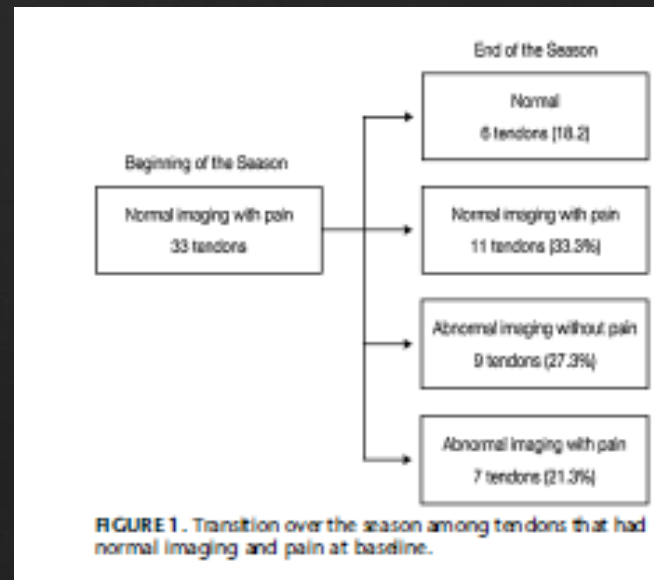 End of the Season
Normal
6 tendons (18.2)
Beginning of the Season
Normal imaging with pain
33 tendons
Normal imaging with pain
11 tendons (33.3%)
Abnormal imaging without pain
9 tendons (27.3%)
Abnormal imaging with pain
7 tendons (21.3%)
FIGURE 1. Transition over the season among tendons that had
normal imaging and pain at baseline.